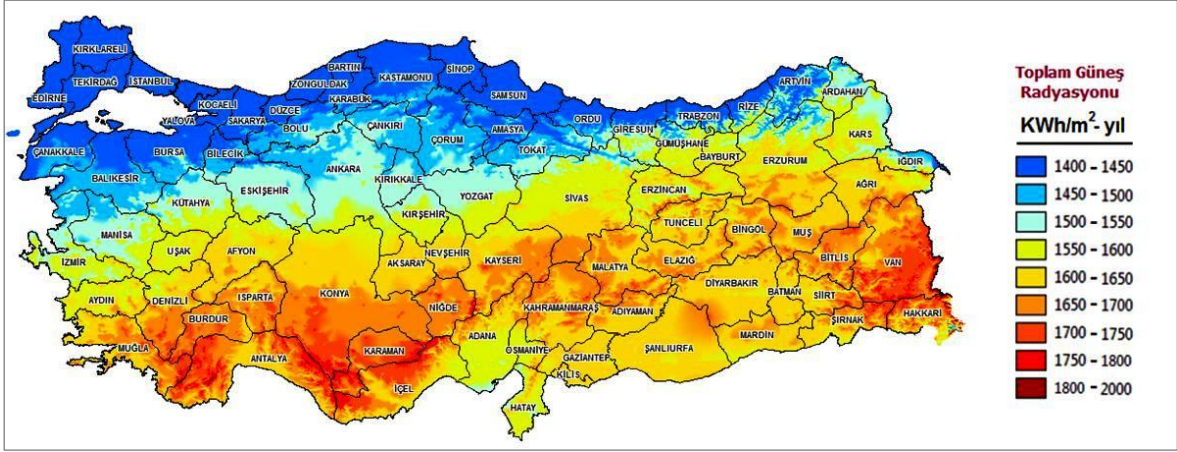 KIRKLARELİ
TEKİRDAĞ
İSTANBUL
EDİRNE
KOCAELİ
YALOVA
SAKARYA
DÜZCE
BOLU
ZONGULDAK
BARTIN
KARABÜK
KASTAMONU
SİNOP
SAMSUN
ÇANKIRI
ÇORUM
AMASYA
TOKAT
ORDU
GİRESUN
TRABZON
RİZE
ARTVİN
ARDAHAN
KARS
IĞDIR
GÜMÜŞHANE
BAYBURT
ERZURUM
AĞRI
ÇANAKKALE
BALIKESİR
BURSA
BİLECİK
KÜTAHYA
ESKİŞEHİR
ANKARA
KIRIKKALE
KIRŞEHİR
YOZGAT
SİVAS
ERZİNCAN
TUNCELİ
BİNGÖL
MUŞ
BİTLİS
VAN
MANİSA
İZMİR
UŞAK
AFYON
AKSARAY
NEVŞEHİR
KAYSERİ
MALATYA
ELAZIĞ
DİYARBAKIR
BATMAN
SİİRT
ŞIRNAK
HAKKARİ
AYDIN
DENİZLİ
ISPARTA
BURDUR
KONYA
NİĞDE
KAHRAMANMARAŞ
ADIYAMAN
MARDİN
ŞANLIURFA
MUĞLA
ANTALYA
KARAMAN
İÇEL
ADANA
OSMANİYE
GAZİANTEP
KİLİS
HATAY
Toplam Güneş
Radyasyonu
KWh/m²- yıl
1400 - 1450
1450 - 1500
1500 - 1550
1550 - 1600
1600 - 1650
1650 - 1700
1700 - 1750
1750 - 1800
1800 - 2000